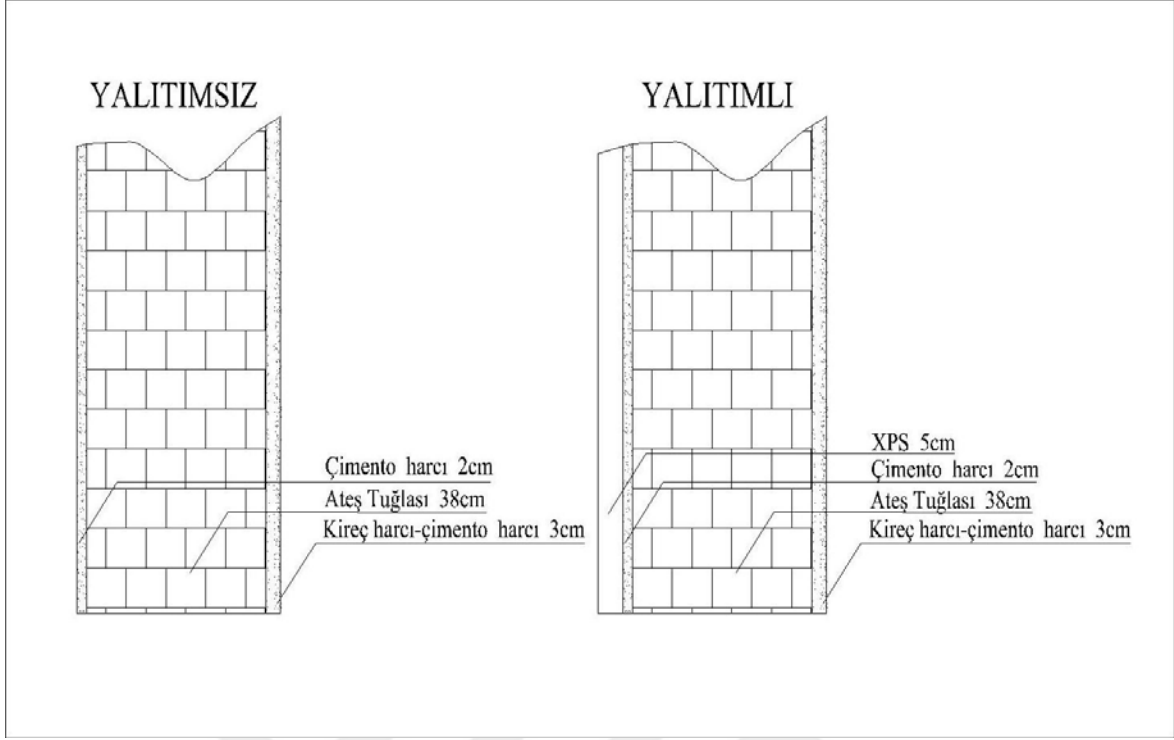 YALITIMSIZ
Çimento harcı 2cm
Ateş Tuğlası 38cm
Kireç harcı-çimento harcı 3cm
YALITIMLI
XPS 5cm
Çimento harcı 2cm
Ateş Tuğlası 38cm
Kireç harcı-çimento harcı 3cm